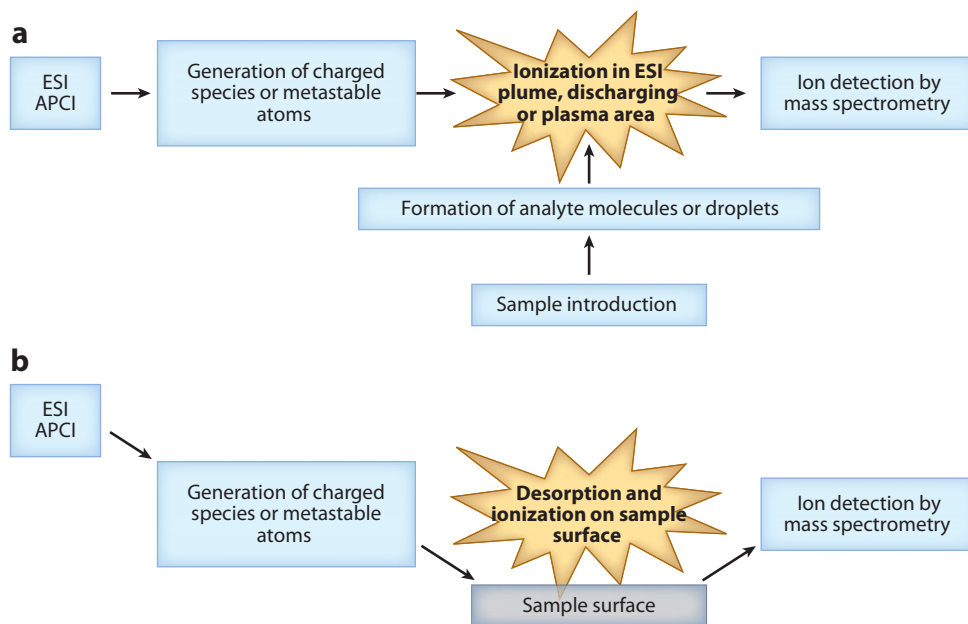 a
ESI
APCI
Generation of charged
species or metastable
atoms
Ionization in ESI
plume, discharging
or plasma area
Ion detection by
mass spectrometry
Formation of analyte molecules or droplets
Sample introduction
b
ESI
APCI
Generation of charged
species or metastable
atoms
Desorption and
ionization on sample
surface
Ion detection by
mass spectrometry
Sample surface